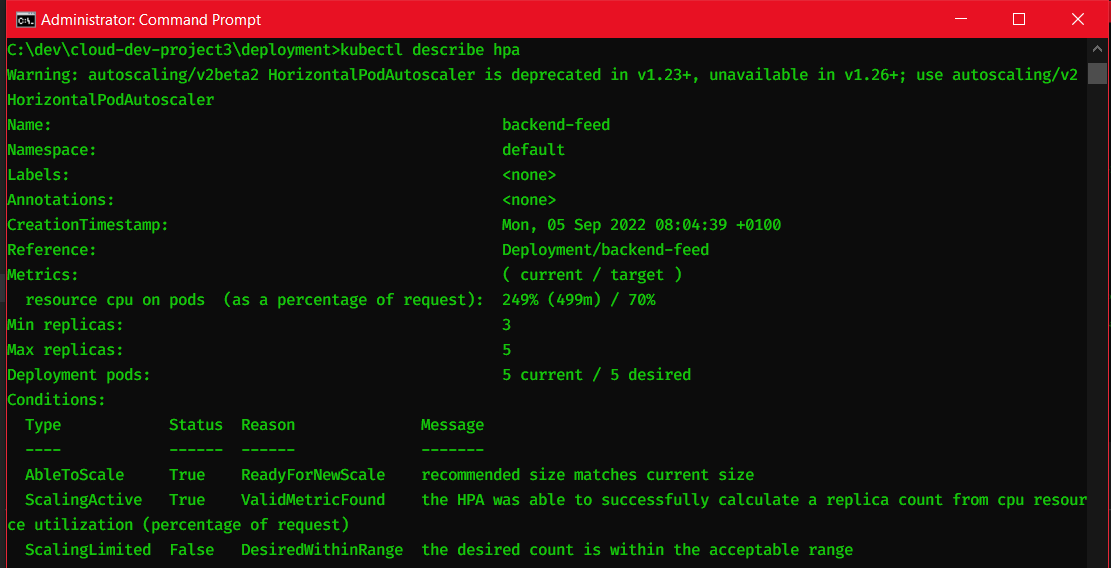 Administrator: Command Prompt
C:\dev\cloud-dev-project3\deployment>kubectl describe hpa
Warning: autoscaling/v2beta2 HorizontalPodAutoscaler is deprecated in v1.23+, unavailable in v1.26+; use autoscaling/v2
HorizontalPodAutoscaler
Name: backend-feed
Namespace: default
Labels: <none>
Annotations: <none>
CreationTimestamp: Mon, 05 Sep 2022 08:04:39 +0100
Reference: Deployment/backend-feed
Metrics: ( current / target )
resource cpu on pods (as a percentage of request): 249% (499m) / 70%
Min replicas: 3
Max replicas: 5
Deployment pods: 5 current / 5 desired
Conditions:
Type Status Reason Message
---- ------ ------ -------
AbleToScale True ReadyForNewScale recommended size matches current size
ScalingActive True ValidMetricFound the HPA was able to successfully calculate a replica count from cpu resour
ce utilization (percentage of request)
ScalingLimited False DesiredWithinRange the desired count is within the acceptable range